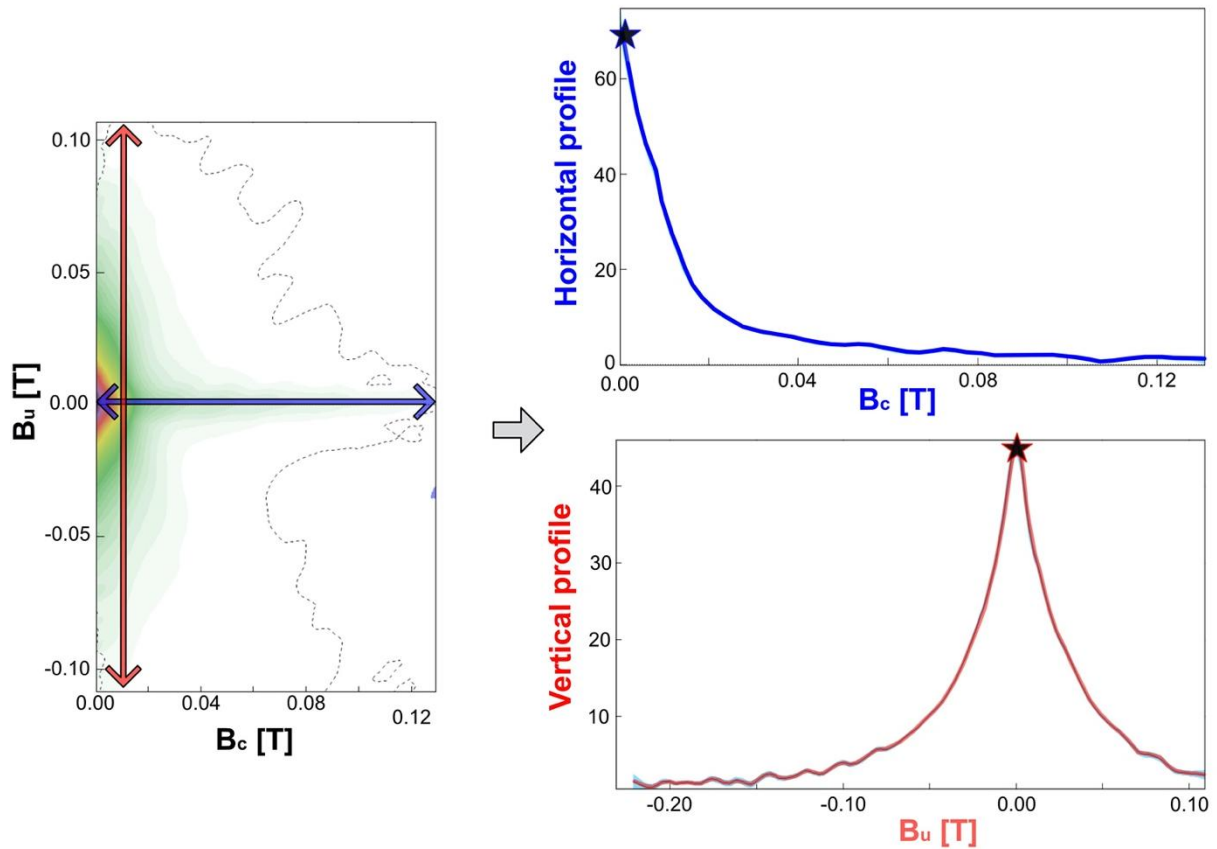 0.10
0.05
0.00
-0.05
-0.10
Bu [T]
0.00 0.04 0.08 0.12
Bc [T]
Horizontal profile
60
40
20
0
0.00 0.04 0.08 0.12
Bc [T]
Vertical profile
40
30
20
10
-0.20 -0.10 0.00 0.10
Bu [T]